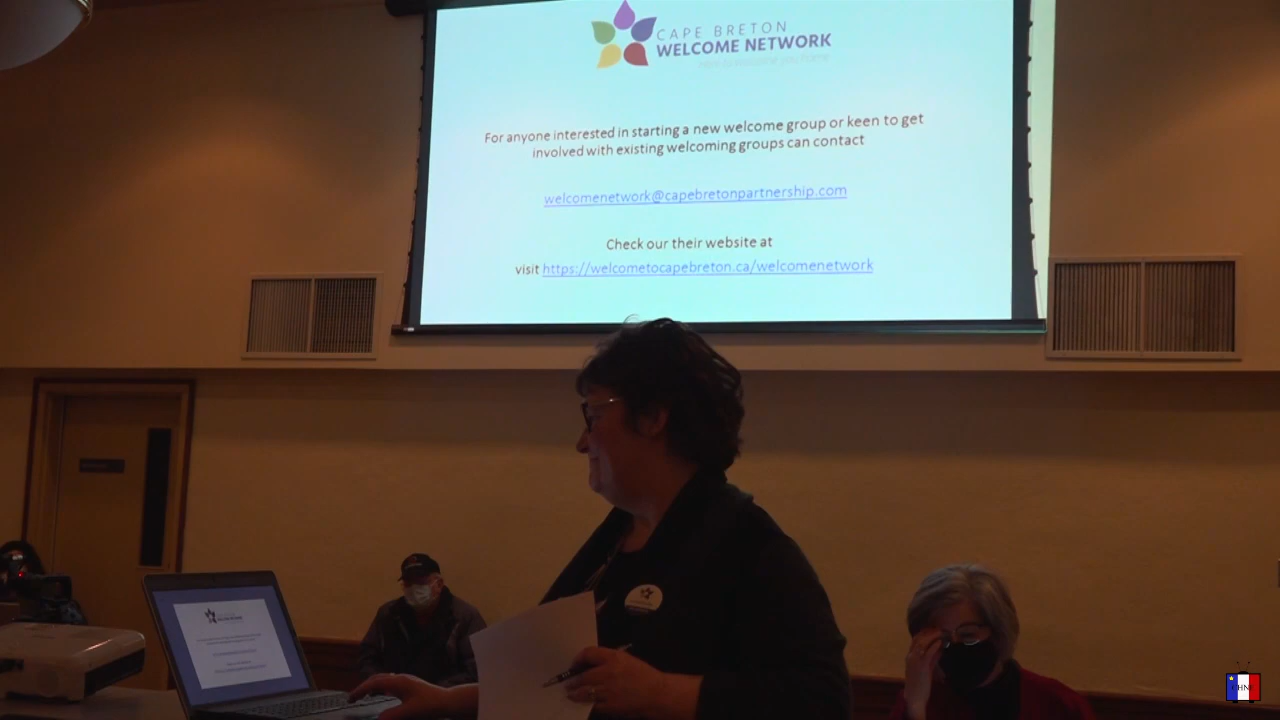 CAPE BRETON
WELCOME NETWORK
For anyone interested in starting a new welcome group or keen to get
involved with existing welcoming groups can contact
welcomenetwork@capebretonpartnership.com
Check our their website at
visit https://welcometocapebreton.ca/welcomenetwork